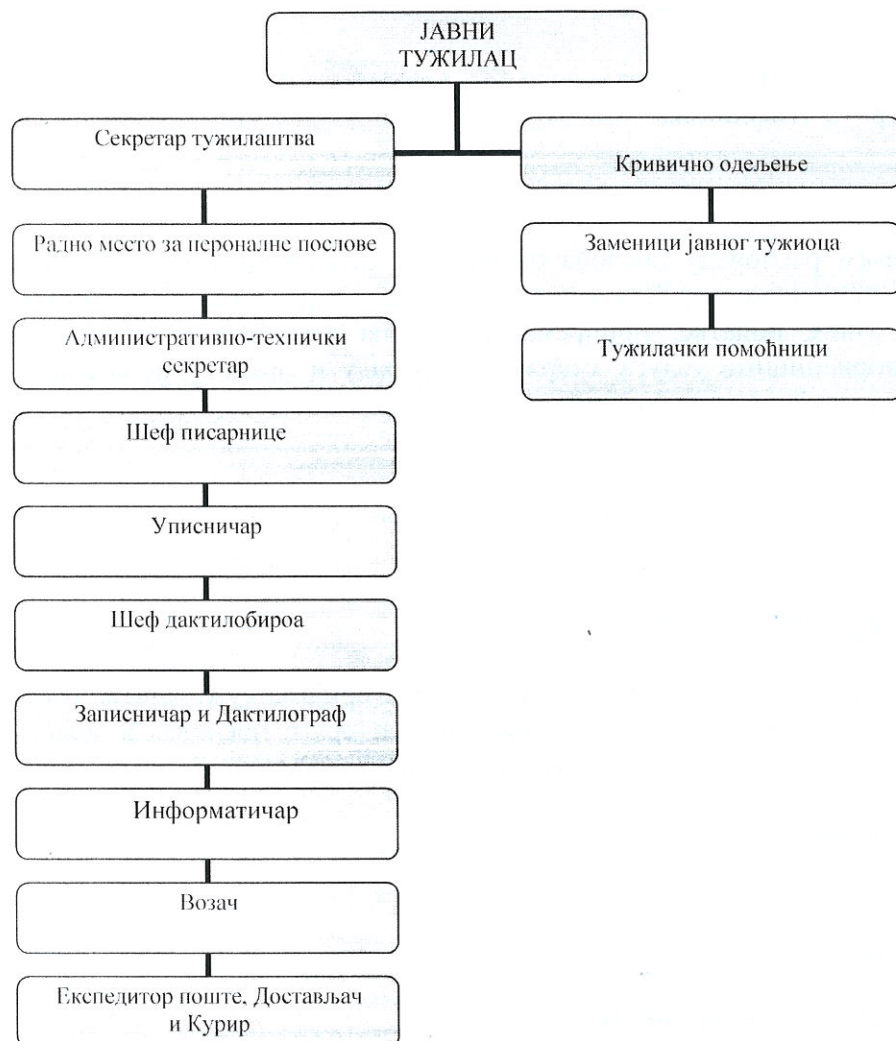 ЈАВНИ
ТУЖИЛАЦ
Секретар тужилаштва
Кривично одељење
Радно место за пероналне послове
Заменици јавног тужиоца
Административно-технички
секретар
Тужилачки помоћници
Шеф писарнице
Уписничар
Шеф дактилобироа
Записничар и Дактилограф
Информатичар
Возач
Експедитор поште, Достављач
и Курир